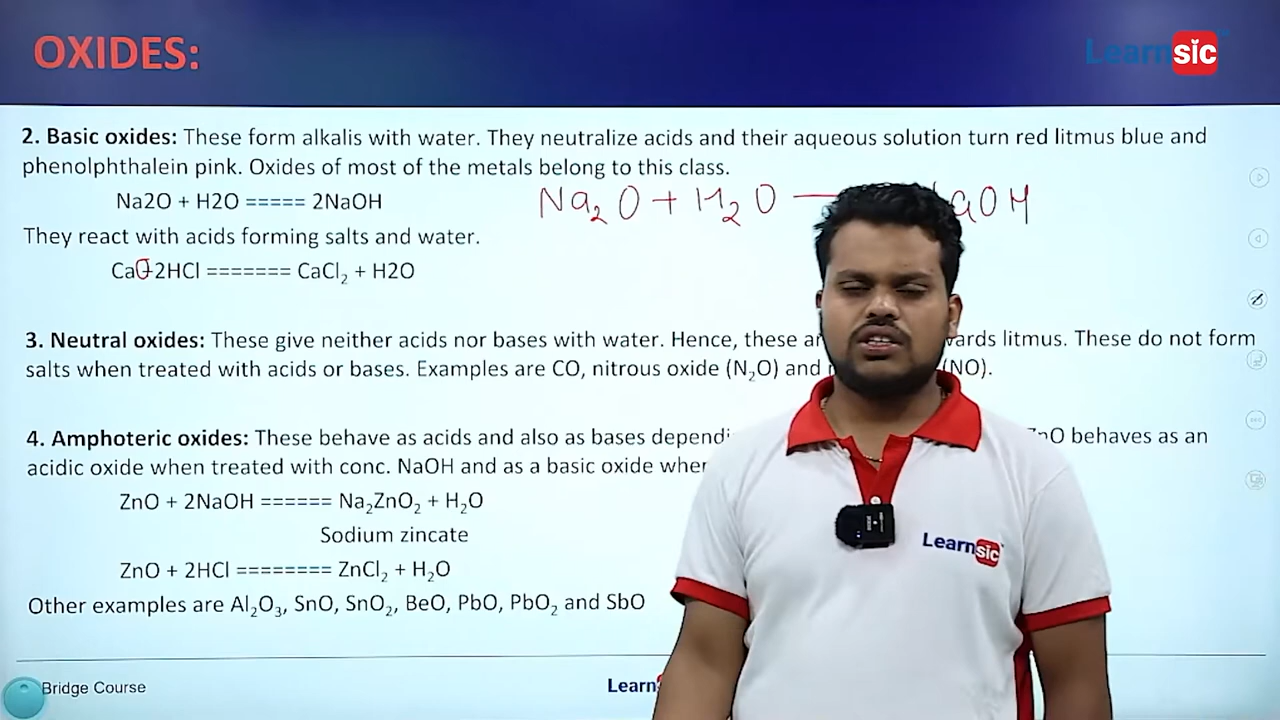 OXIDES:
Learnsic
2. Basic oxides: These form alkalis with water. They neutralize acids and their aqueous solution turn red litmus blue and
phenolphthalein pink. Oxides of most of the metals belong to this class.
Na2O + H2O ===== 2NaOH
Na₂O + H₂O — aOH
They react with acids forming salts and water.
CaO+2HCl ======= CaCl₂ + H2O
3. Neutral oxides: These give neither acids nor bases with water. Hence, these ar wards litmus. These do not form
salts when treated with acids or bases. Examples are CO, nitrous oxide (N₂O) and (NO).
4. Amphoteric oxides: These behave as acids and also as bases dependi ZnO behaves as an
acidic oxide when treated with conc. NaOH and as a basic oxide when
ZnO + 2NaOH ====== Na₂ZnO₂ + H₂O
Sodium zincate
ZnO + 2HCl ======== ZnCl₂ + H₂O
Other examples are Al₂O₃, SnO, SnO₂, BeO, PbO, PbO₂ and SbO
Learnsic
Bridge Course
Learn